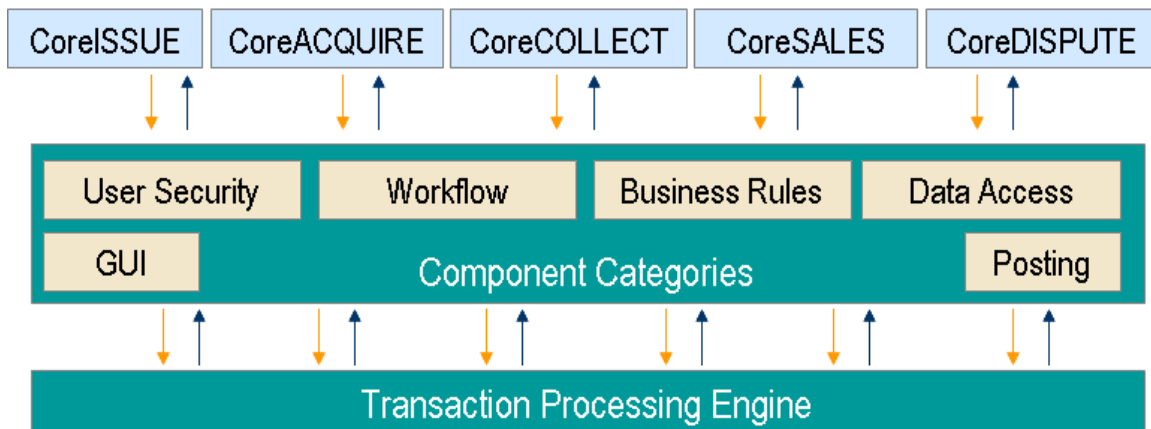 CoreISSUE
CoreACQUIRE
CoreCOLLECT
CoreSALES
CoreDISPUTE
User Security
Workflow
Business Rules
Data Access
GUI
Component Categories
Posting
Transaction Processing Engine